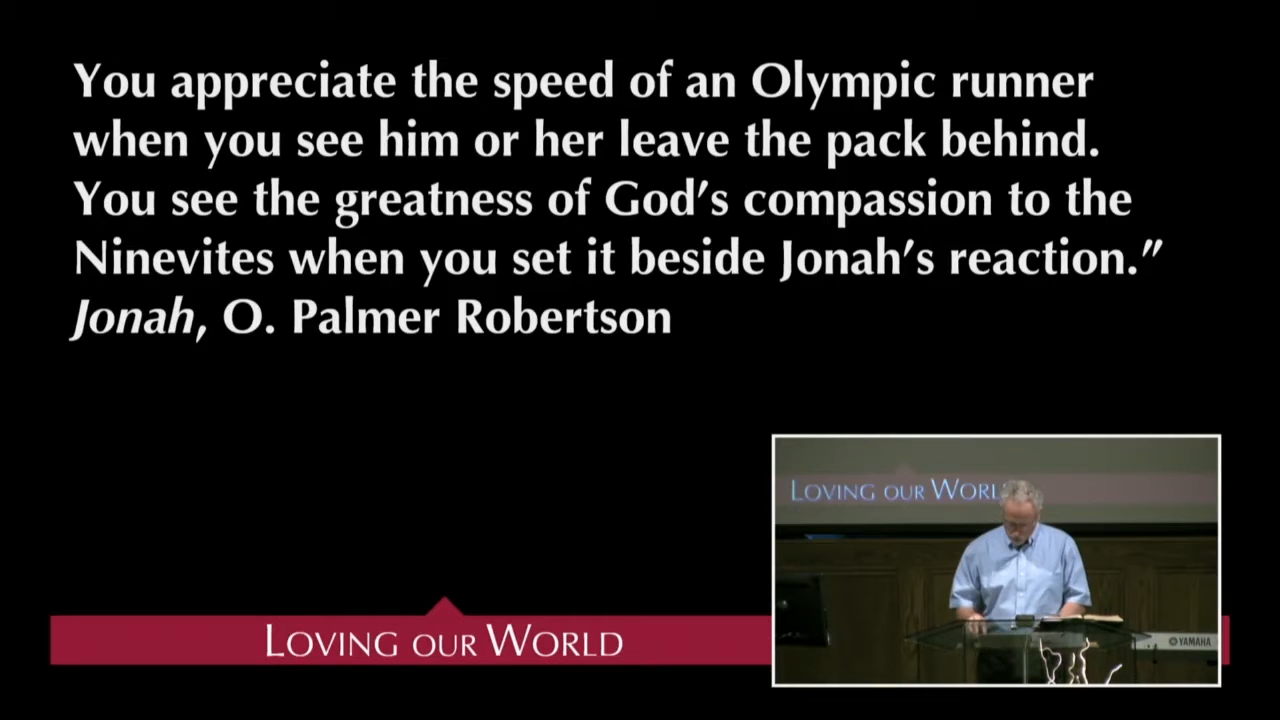 You appreciate the speed of an Olympic runner
when you see him or her leave the pack behind.
You see the greatness of God’s compassion to the
Ninevites when you set it beside Jonah’s reaction.”
Jonah, O. Palmer Robertson
LOVING OUR WORL
YAMAHA
LOVING OUR WORLD